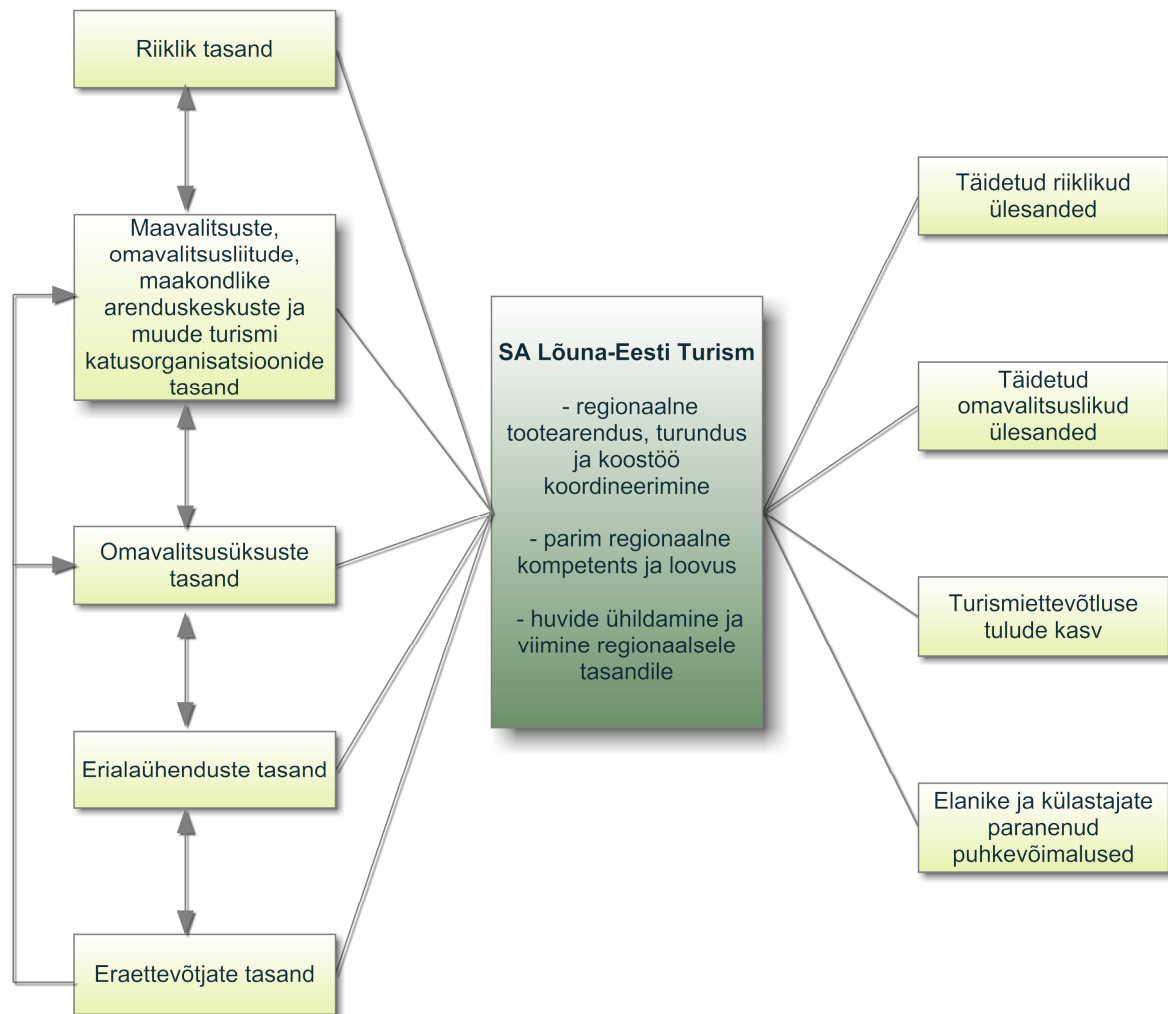 Riiklik tasand
Maavalitsuste,
omavalitsusliitude,
maakondlike
arenduskeskuste ja
muude turismi
katusorganisatsioonide
tasand
Omavalitsusüksuste
tasand
Erialaühenduste tasand
Eraettevõtjate tasand
SA Lõuna-Eesti Turism
- regionaalne
tootearendus, turundus
ja koostöö
koordineerimine
- parim regionaalne
kompetents ja loovus
- huvide ühildamine ja
viimine regionaalsele
tasandile
Täidetud riiklikud
ülesanded
Täidetud
omavalitsuslikud
ülesanded
Turismiettevõtluse
tulude kasv
Elanike ja külastajate
paranenud
puhkevõimalused